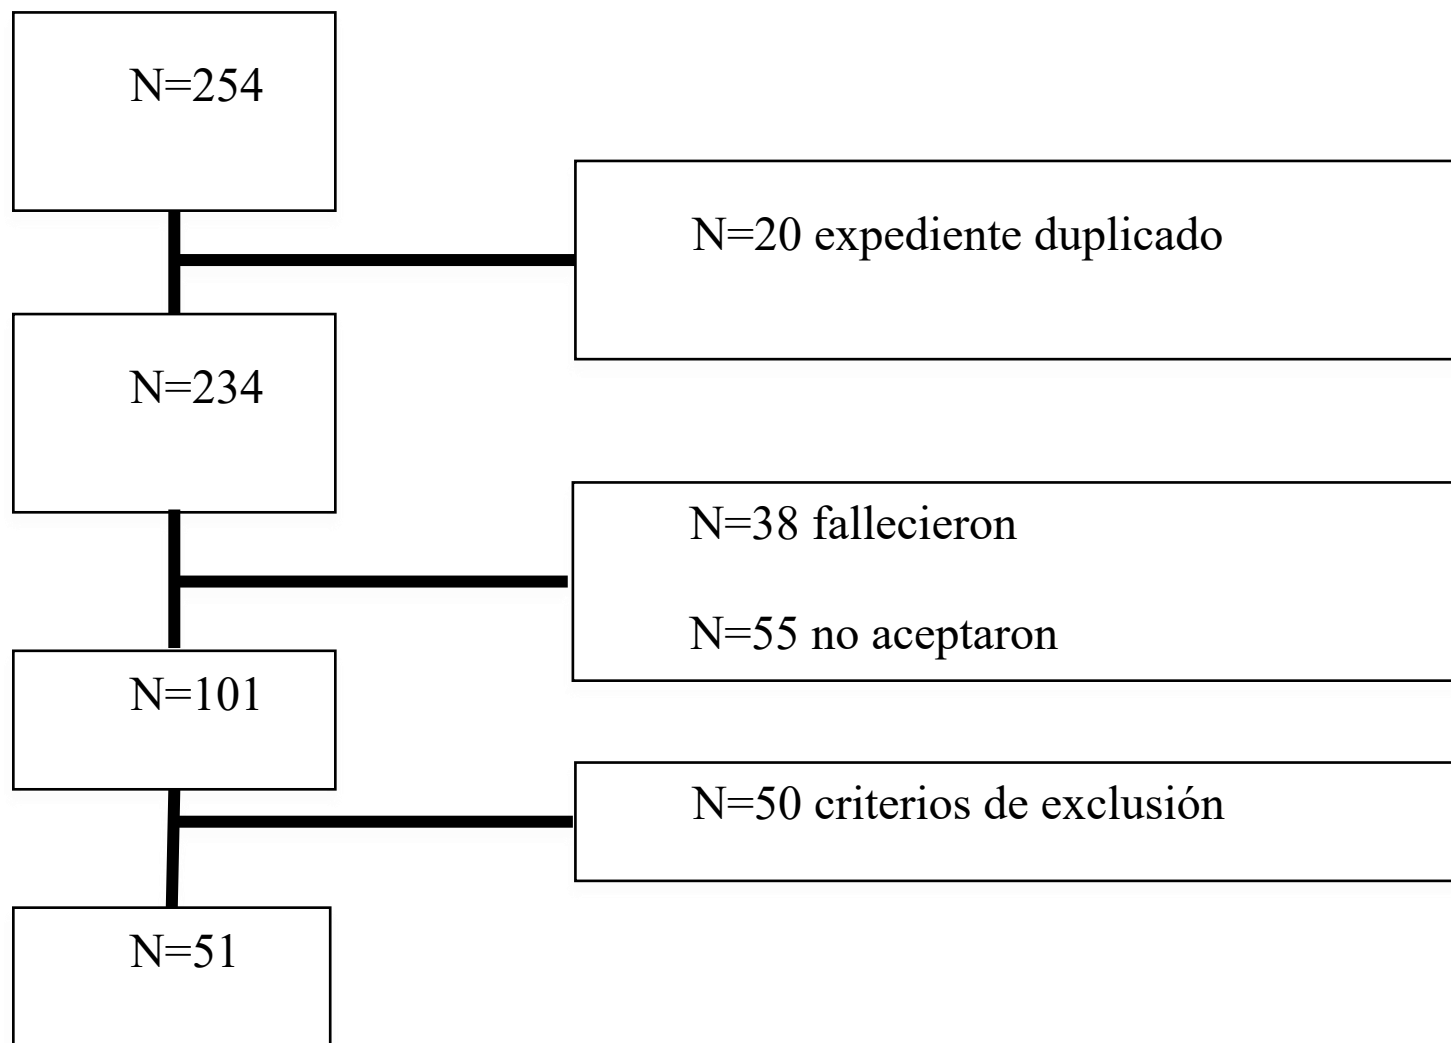 N=254
N=20 expediente duplicado
N=234
N=38 fallecieron
N=55 no aceptaron
N=101
N=50 criterios de exclusión
N=51